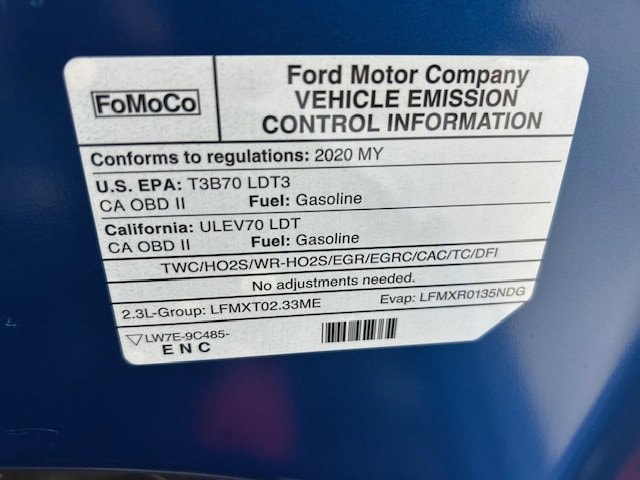 FoMoCo
Ford Motor Company
VEHICLE EMISSION
CONTROL INFORMATION
Conforms to regulations: 2020 MY
U.S. EPA: T3B70 LDT3
CA OBD II Fuel: Gasoline
California: ULEV70 LDT
CA OBD II Fuel: Gasoline
TWC/HO2S/WR-HO2S/EGR/EGRC/CAC/TC/DFI
No adjustments needed.
2.3L-Group: LFMXT02.33ME Evap: LFMXR0135NDG
LW7E-9C485-
ENC